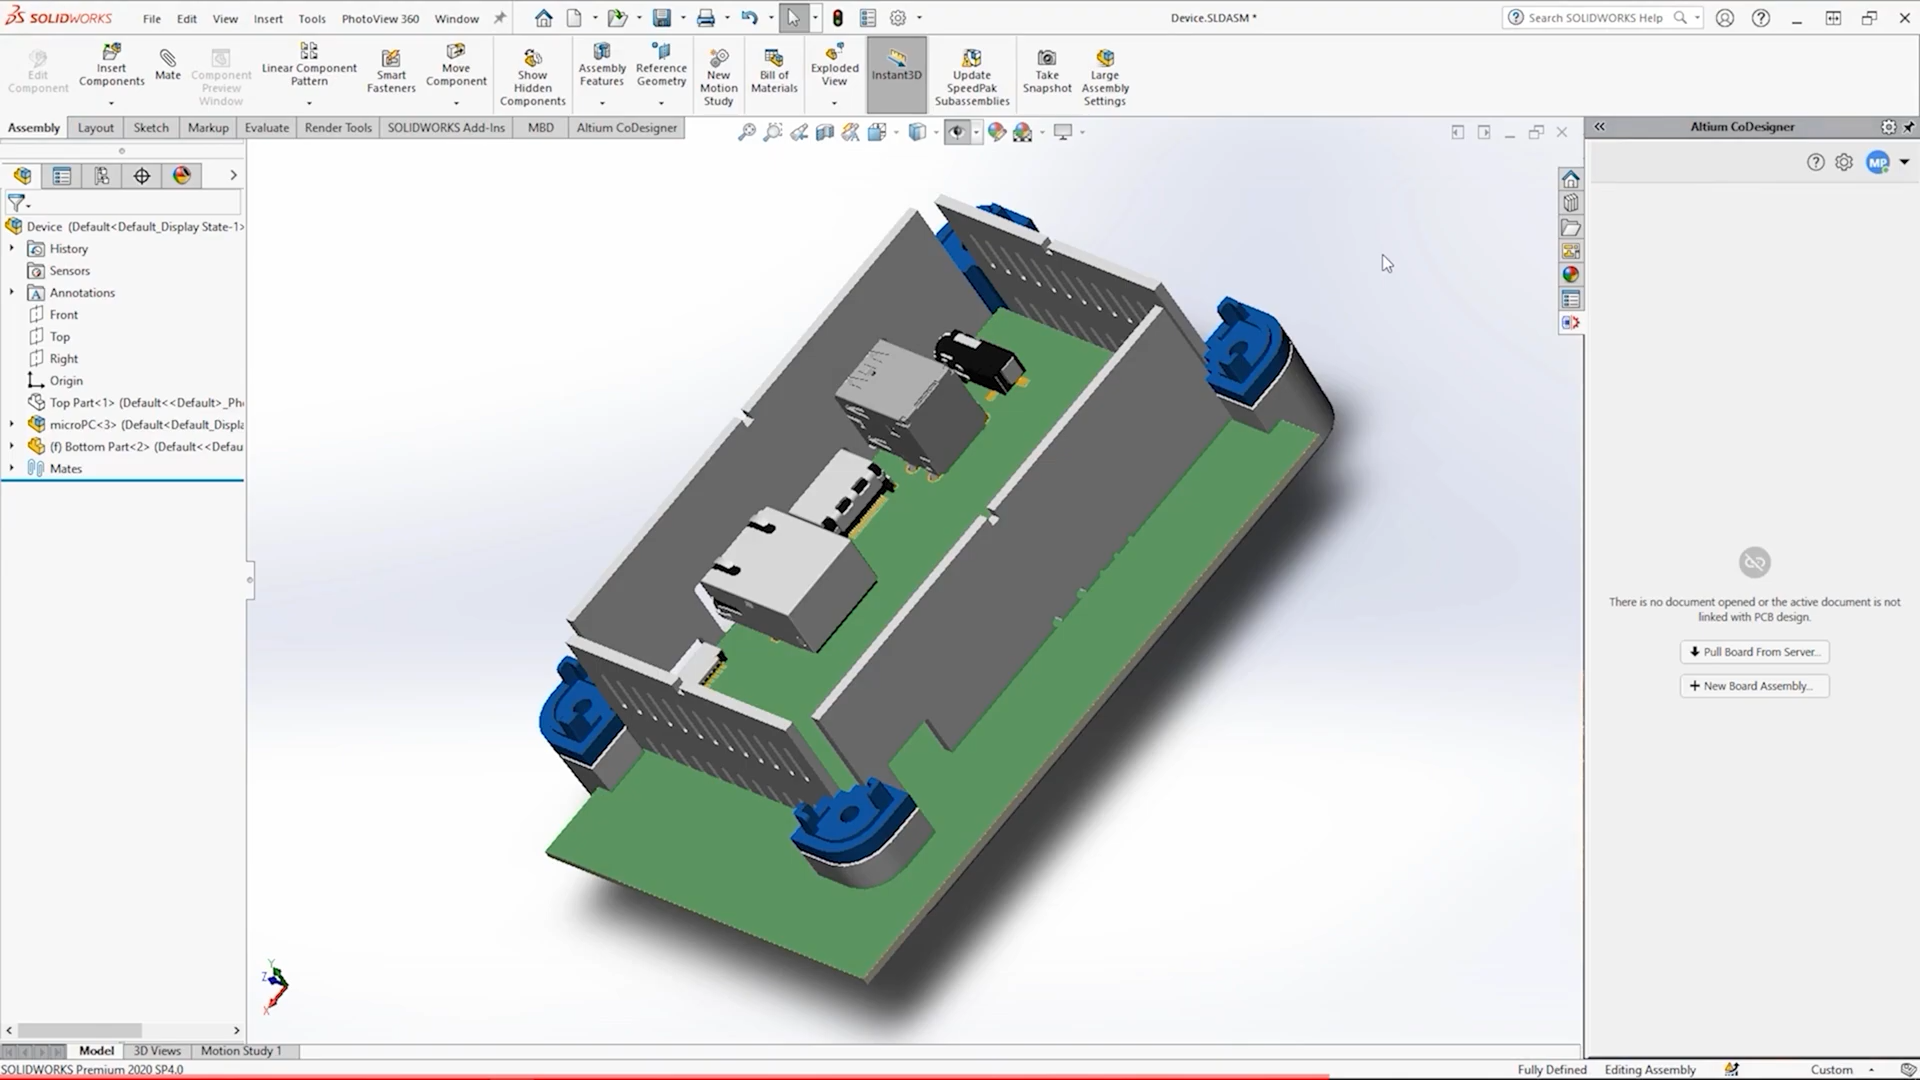 SOLIDWORKS
File Edit View Insert Tools PhotoView 360 Window
Device.SLDASM *
Search SOLIDWORKS Help
Edit Component
Insert Components
Mate
Component Preview Window
Linear Component Pattern
Smart Fasteners
Move Component
Show Hidden Components
Assembly Features
Reference Geometry
New Motion Study
Bill of Materials
Exploded View
Instant3D
Update SpeedPak Subassemblies
Take Snapshot
Large Assembly Settings
Assembly Layout Sketch Markup Evaluate Render Tools SOLIDWORKS Add-Ins MBD Altium CoDesigner
Altium CoDesigner
MP
Device (Default<Default_Display State-1>
History
Sensors
A Annotations
Front
Top
Right
Origin
Top Part<1> (Default<<Default>_Ph
microPC<3> (Default<Default_Displa
(f) Bottom Part<2> (Default<<Defau
Mates
There is no document opened or the active document is not
linked with PCB design.
Pull Board From Server...
New Board Assembly...
Y
Z
X
Model 3D Views Motion Study 1
SOLIDWORKS Premium 2020 SP4.0
Fully Defined Editing Assembly Custom